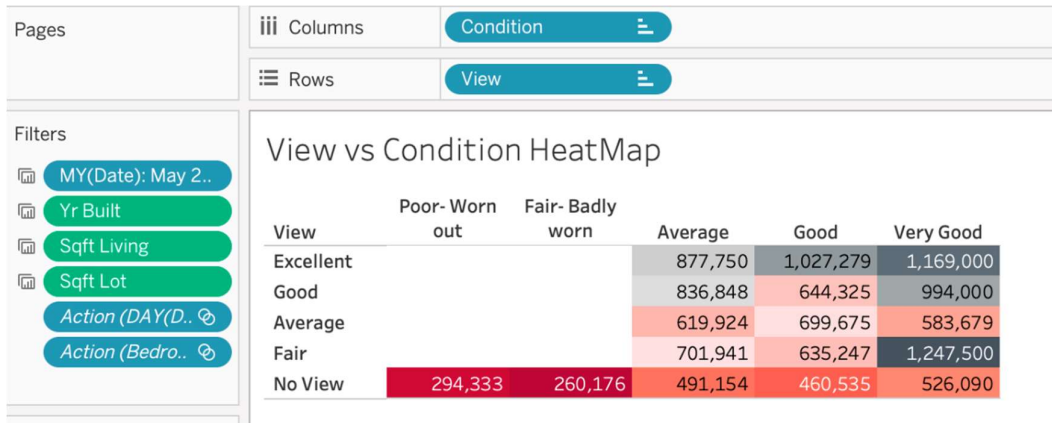 Pages
Columns
Condition
Rows
View
Filters
MY(Date): May 2..
Yr Built
Sqft Living
Sqft Lot
Action (DAY(D..
Action (Bedro..
View vs Condition HeatMap
Poor- Worn Fair- Badly
View out worn Average Good Very Good
Excellent 877,750 1,027,279 1,169,000
Good 836,848 644,325 994,000
Average 619,924 699,675 583,679
Fair 701,941 635,247 1,247,500
No View 294,333 260,176 491,154 460,535 526,090